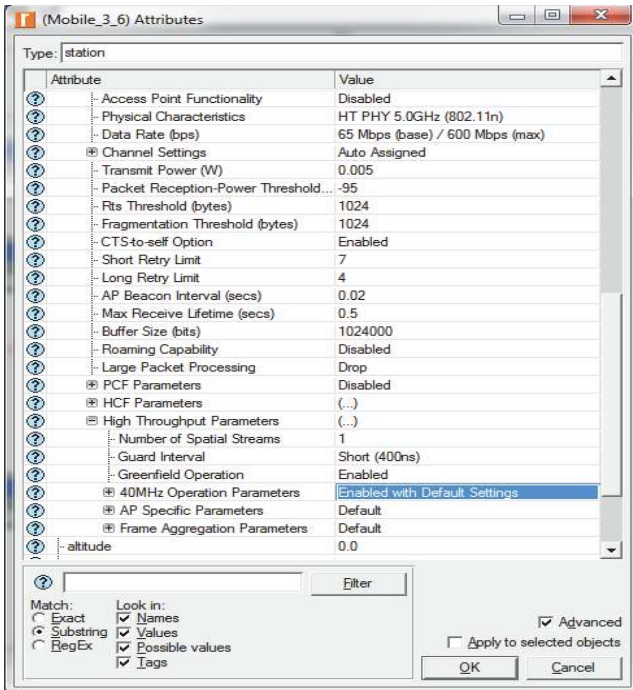 (Mobile_3_6) Attributes
Type: station
Attribute Value
Access Point Functionality Disabled
Physical Characteristics HT PHY 5.0GHz (802.11n)
Data Rate (bps) 65 Mbps (base) / 600 Mbps (max)
Channel Settings Auto Assigned
Transmit Power (W) 0.005
Packet Reception-Power Threshold... -95
Rts Threshold (bytes) 1024
Fragmentation Threshold (bytes) 1024
CTS-to-self Option Enabled
Short Retry Limit 7
Long Retry Limit 4
AP Beacon Interval (secs) 0.02
Max Receive Lifetime (secs) 0.5
Buffer Size (bits) 1024000
Roaming Capability Disabled
Large Packet Processing Drop
PCF Parameters Disabled
HCF Parameters (...)
High Throughput Parameters (...)
Number of Spatial Streams 1
Guard Interval Short (400ns)
Greenfield Operation Enabled
40MHz Operation Parameters Enabled with Default Settings
AP Specific Parameters Default
Frame Aggregation Parameters Default
altitude 0.0
Filter
Match: Look in:
Exact Names
Substring Values
RegEx Possible values
Tags
Advanced
Apply to selected objects
OK Cancel